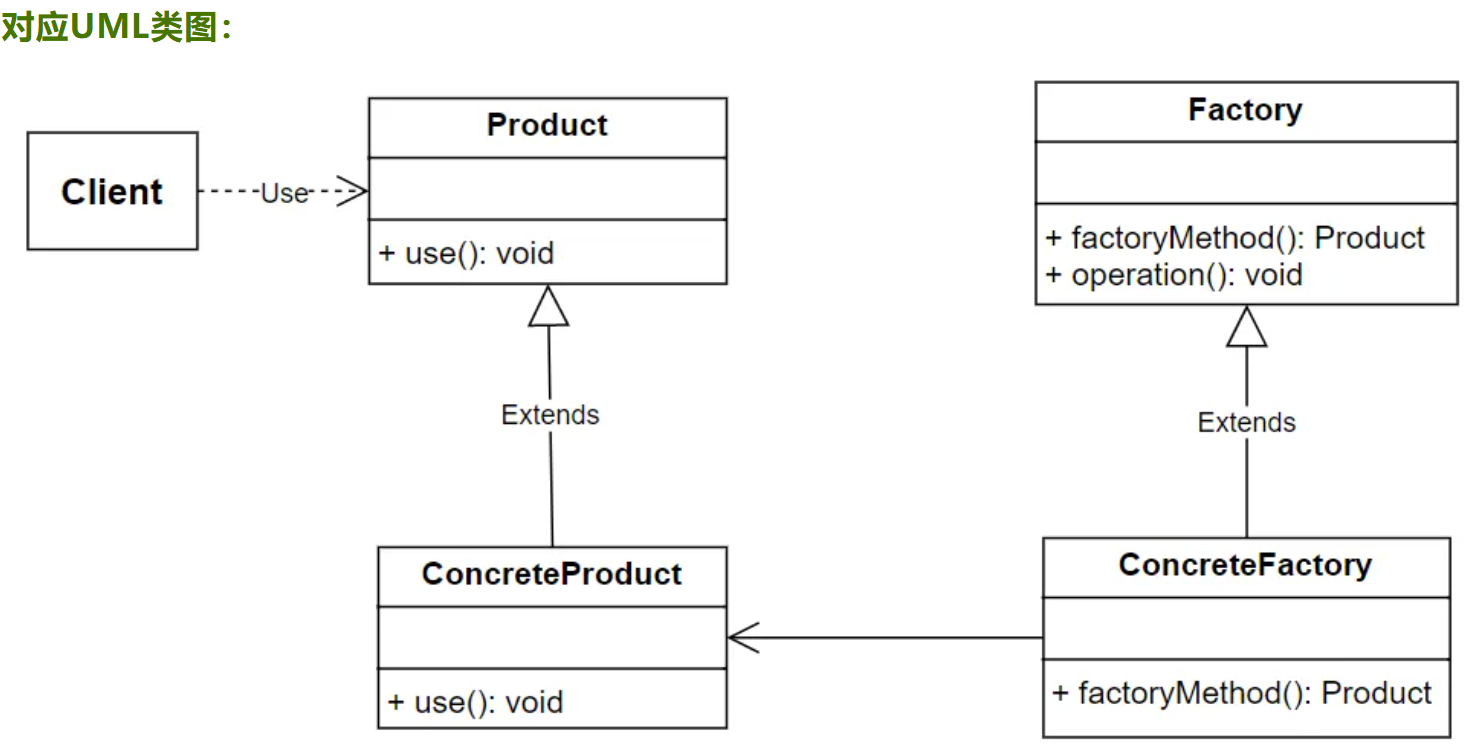 对应UML类图：
Client
Use
Product
+ use(): void
Factory
+ factoryMethod(): Product
+ operation(): void
Extends
Extends
ConcreteProduct
+ use(): void
ConcreteFactory
+ factoryMethod(): Product